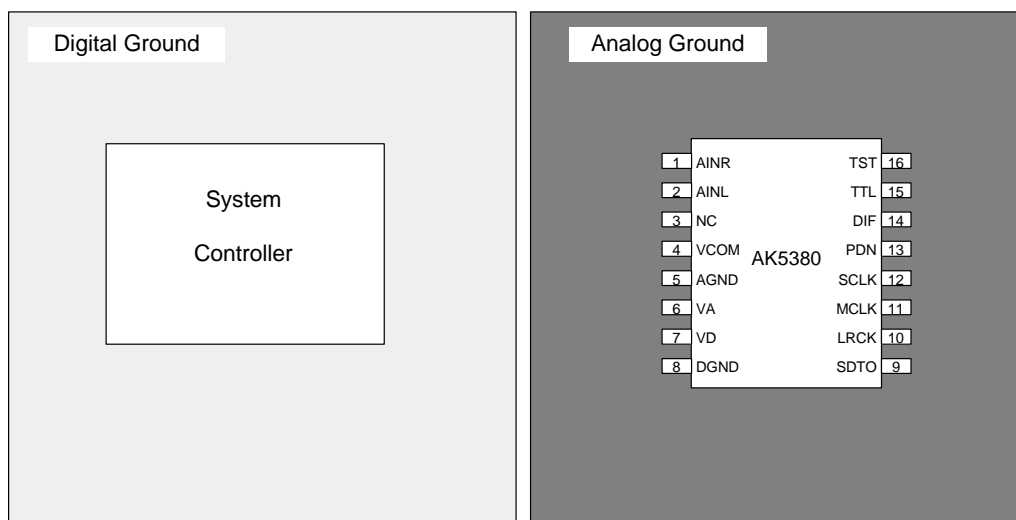 Digital Ground
System
Controller
Analog Ground
AK5380
1 AINR
2 AINL
3 NC
4 VCOM
5 AGND
6 VA
7 VD
8 DGND
TST 16
TTL 15
DIF 14
PDN 13
SCLK 12
MCLK 11
LRCK 10
SDTO 9